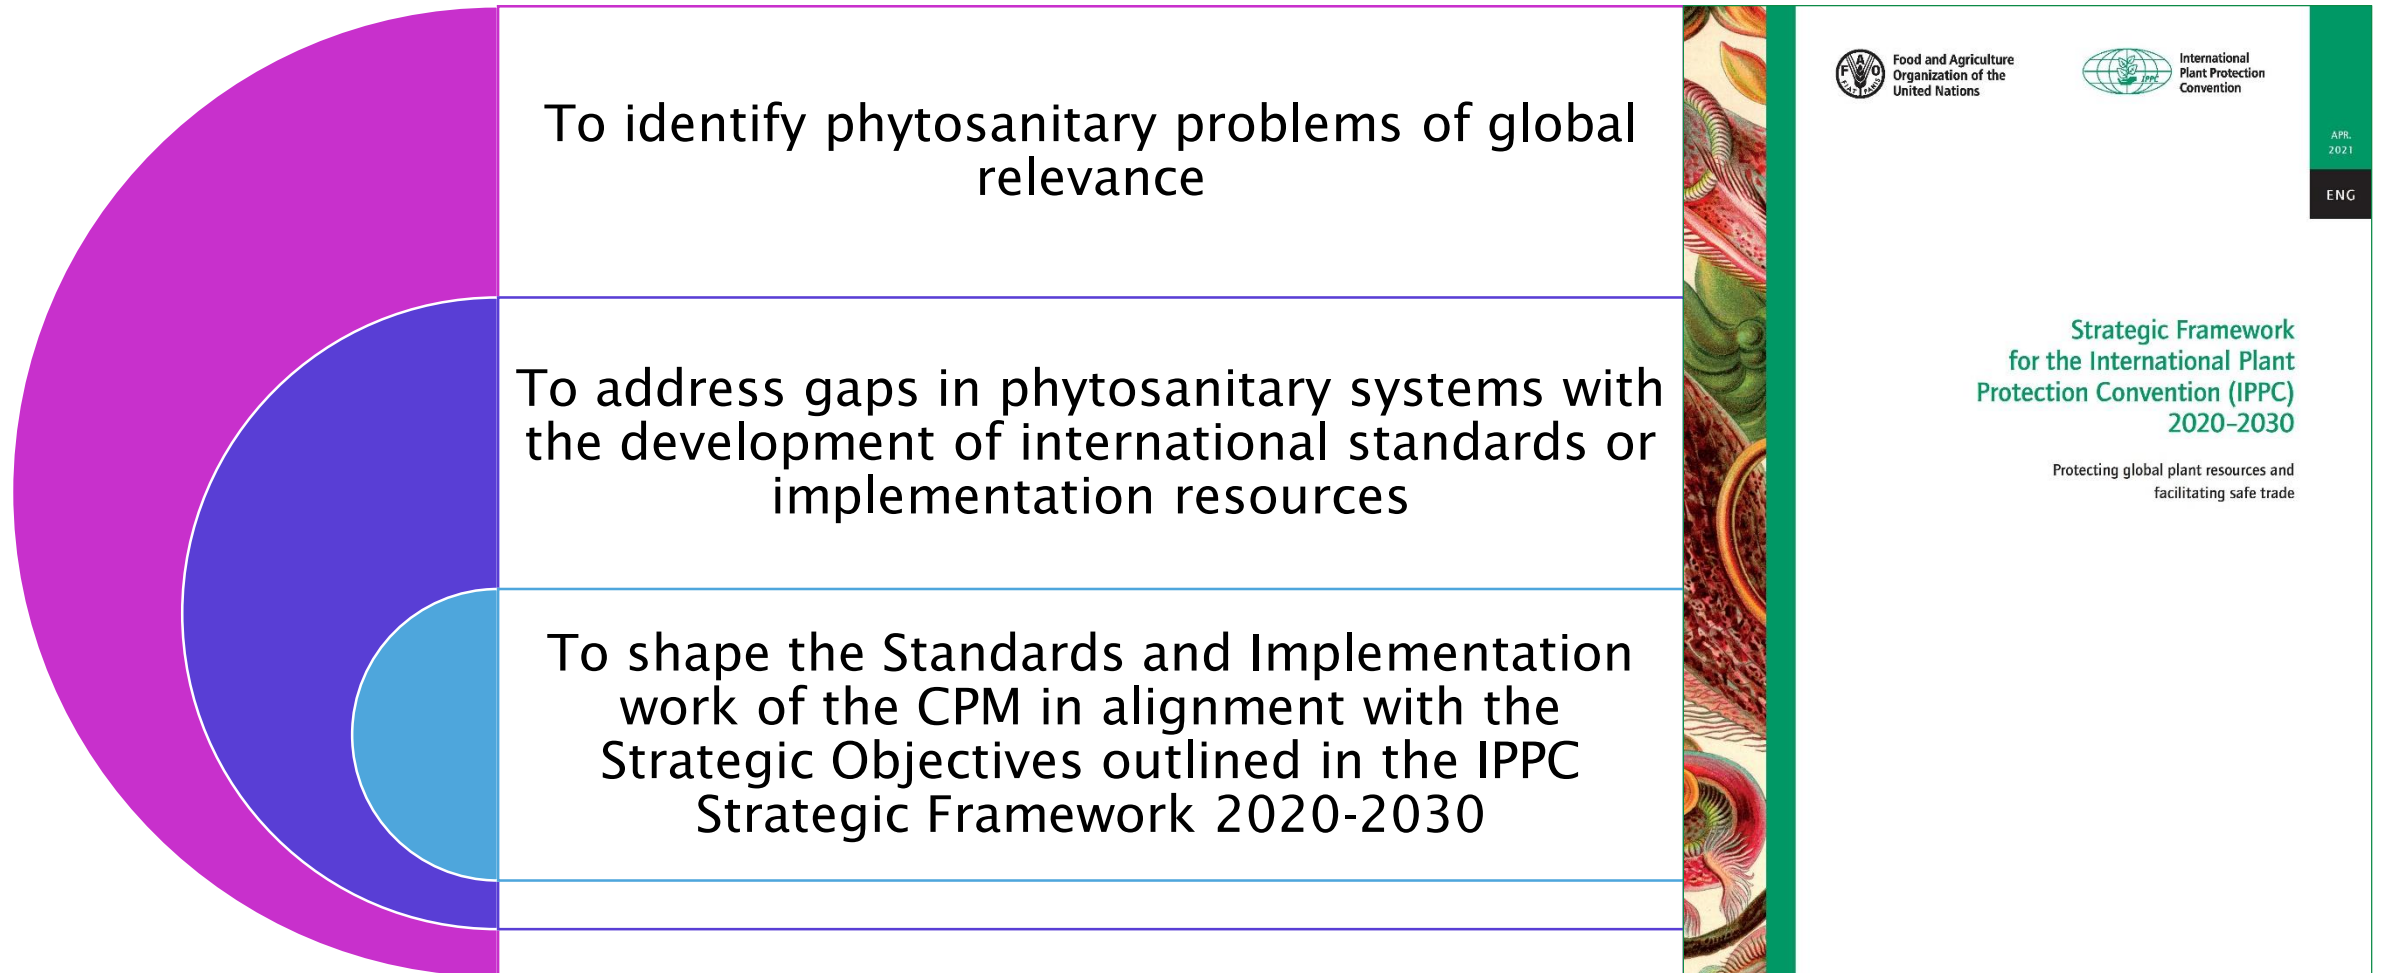 To identify phytosanitary problems of global
relevance
To address gaps in phytosanitary systems with
the development of international standards or
implementation resources
To shape the Standards and Implementation
work of the CPM in alignment with the
Strategic Objectives outlined in the IPPC
Strategic Framework 2020-2030
FAO
FIAT PANIS
Food and Agriculture
Organization of the
United Nations
IPPC
International
Plant Protection
Convention
APR.
2021
ENG
Strategic Framework
for the International Plant
Protection Convention (IPPC)
2020–2030
Protecting global plant resources and
facilitating safe trade